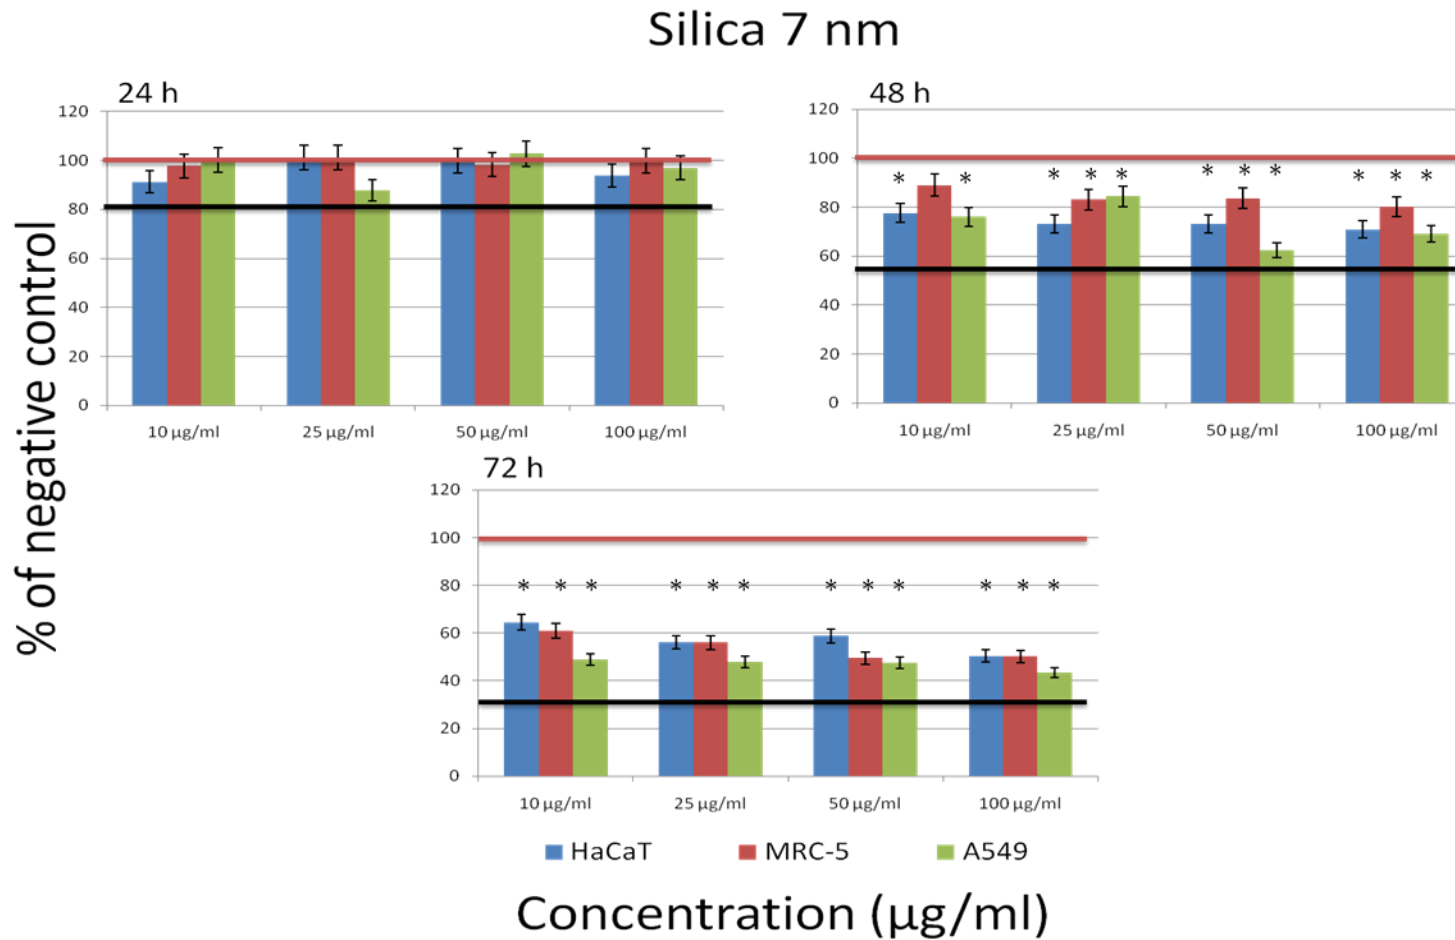 Silica 7 nm
% of negative control
24 h
120
100
80
60
40
20
0
10 µg/ml 25 µg/ml 50 µg/ml 100 µg/ml
48 h
120
100
80
60
40
20
0
* *
* * *
* * *
* * *
10 µg/ml 25 µg/ml 50 µg/ml 100 µg/ml
72 h
120
100
80
60
40
20
0
* * * * * * * * * * * *
10 µg/ml 25 µg/ml 50 µg/ml 100 µg/ml
HaCaT MRC-5 A549
Concentration (µg/ml)